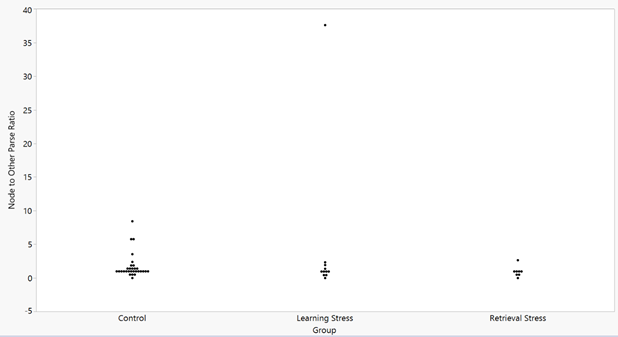 40
35
30
25
20
15
10
5
0
-5
Node to Other Parse Ratio
Control
Learning Stress
Retrieval Stress
Group